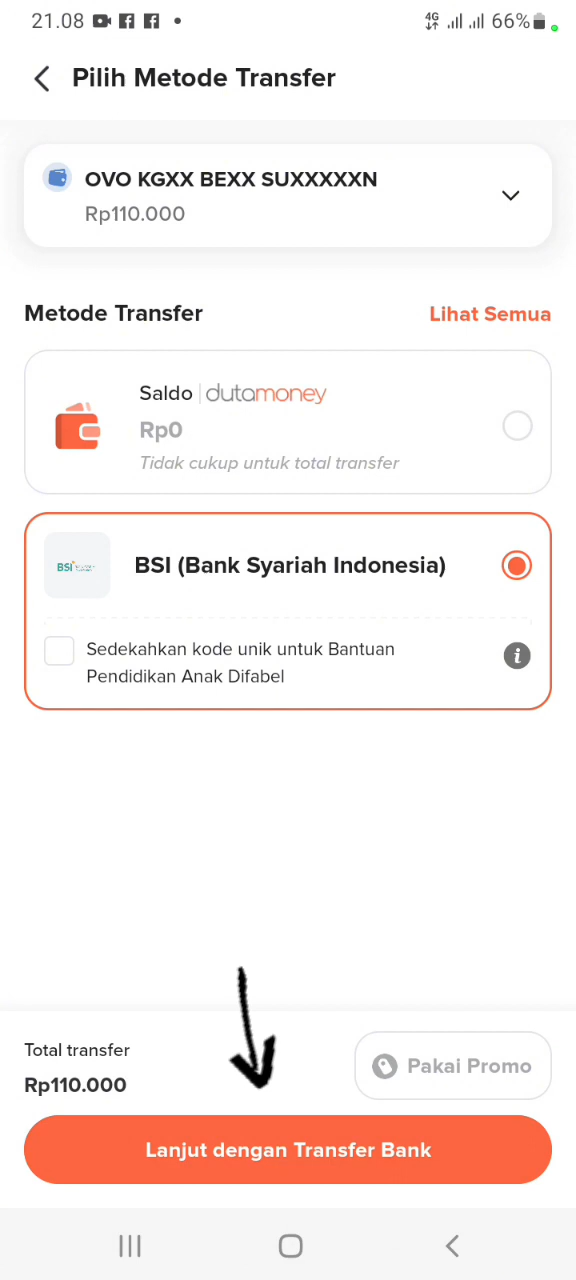 21.08
4G
66%
Pilih Metode Transfer
OVO KGXX BEXX SUXXXXXN
Rp110.000
Metode Transfer
Lihat Semua
Saldo dutamoney
Rp0
Tidak cukup untuk total transfer
BSI
BSI (Bank Syariah Indonesia)
Sedekahkan kode unik untuk Bantuan
Pendidikan Anak Difabel
Total transfer
Rp110.000
Pakai Promo
Lanjut dengan Transfer Bank